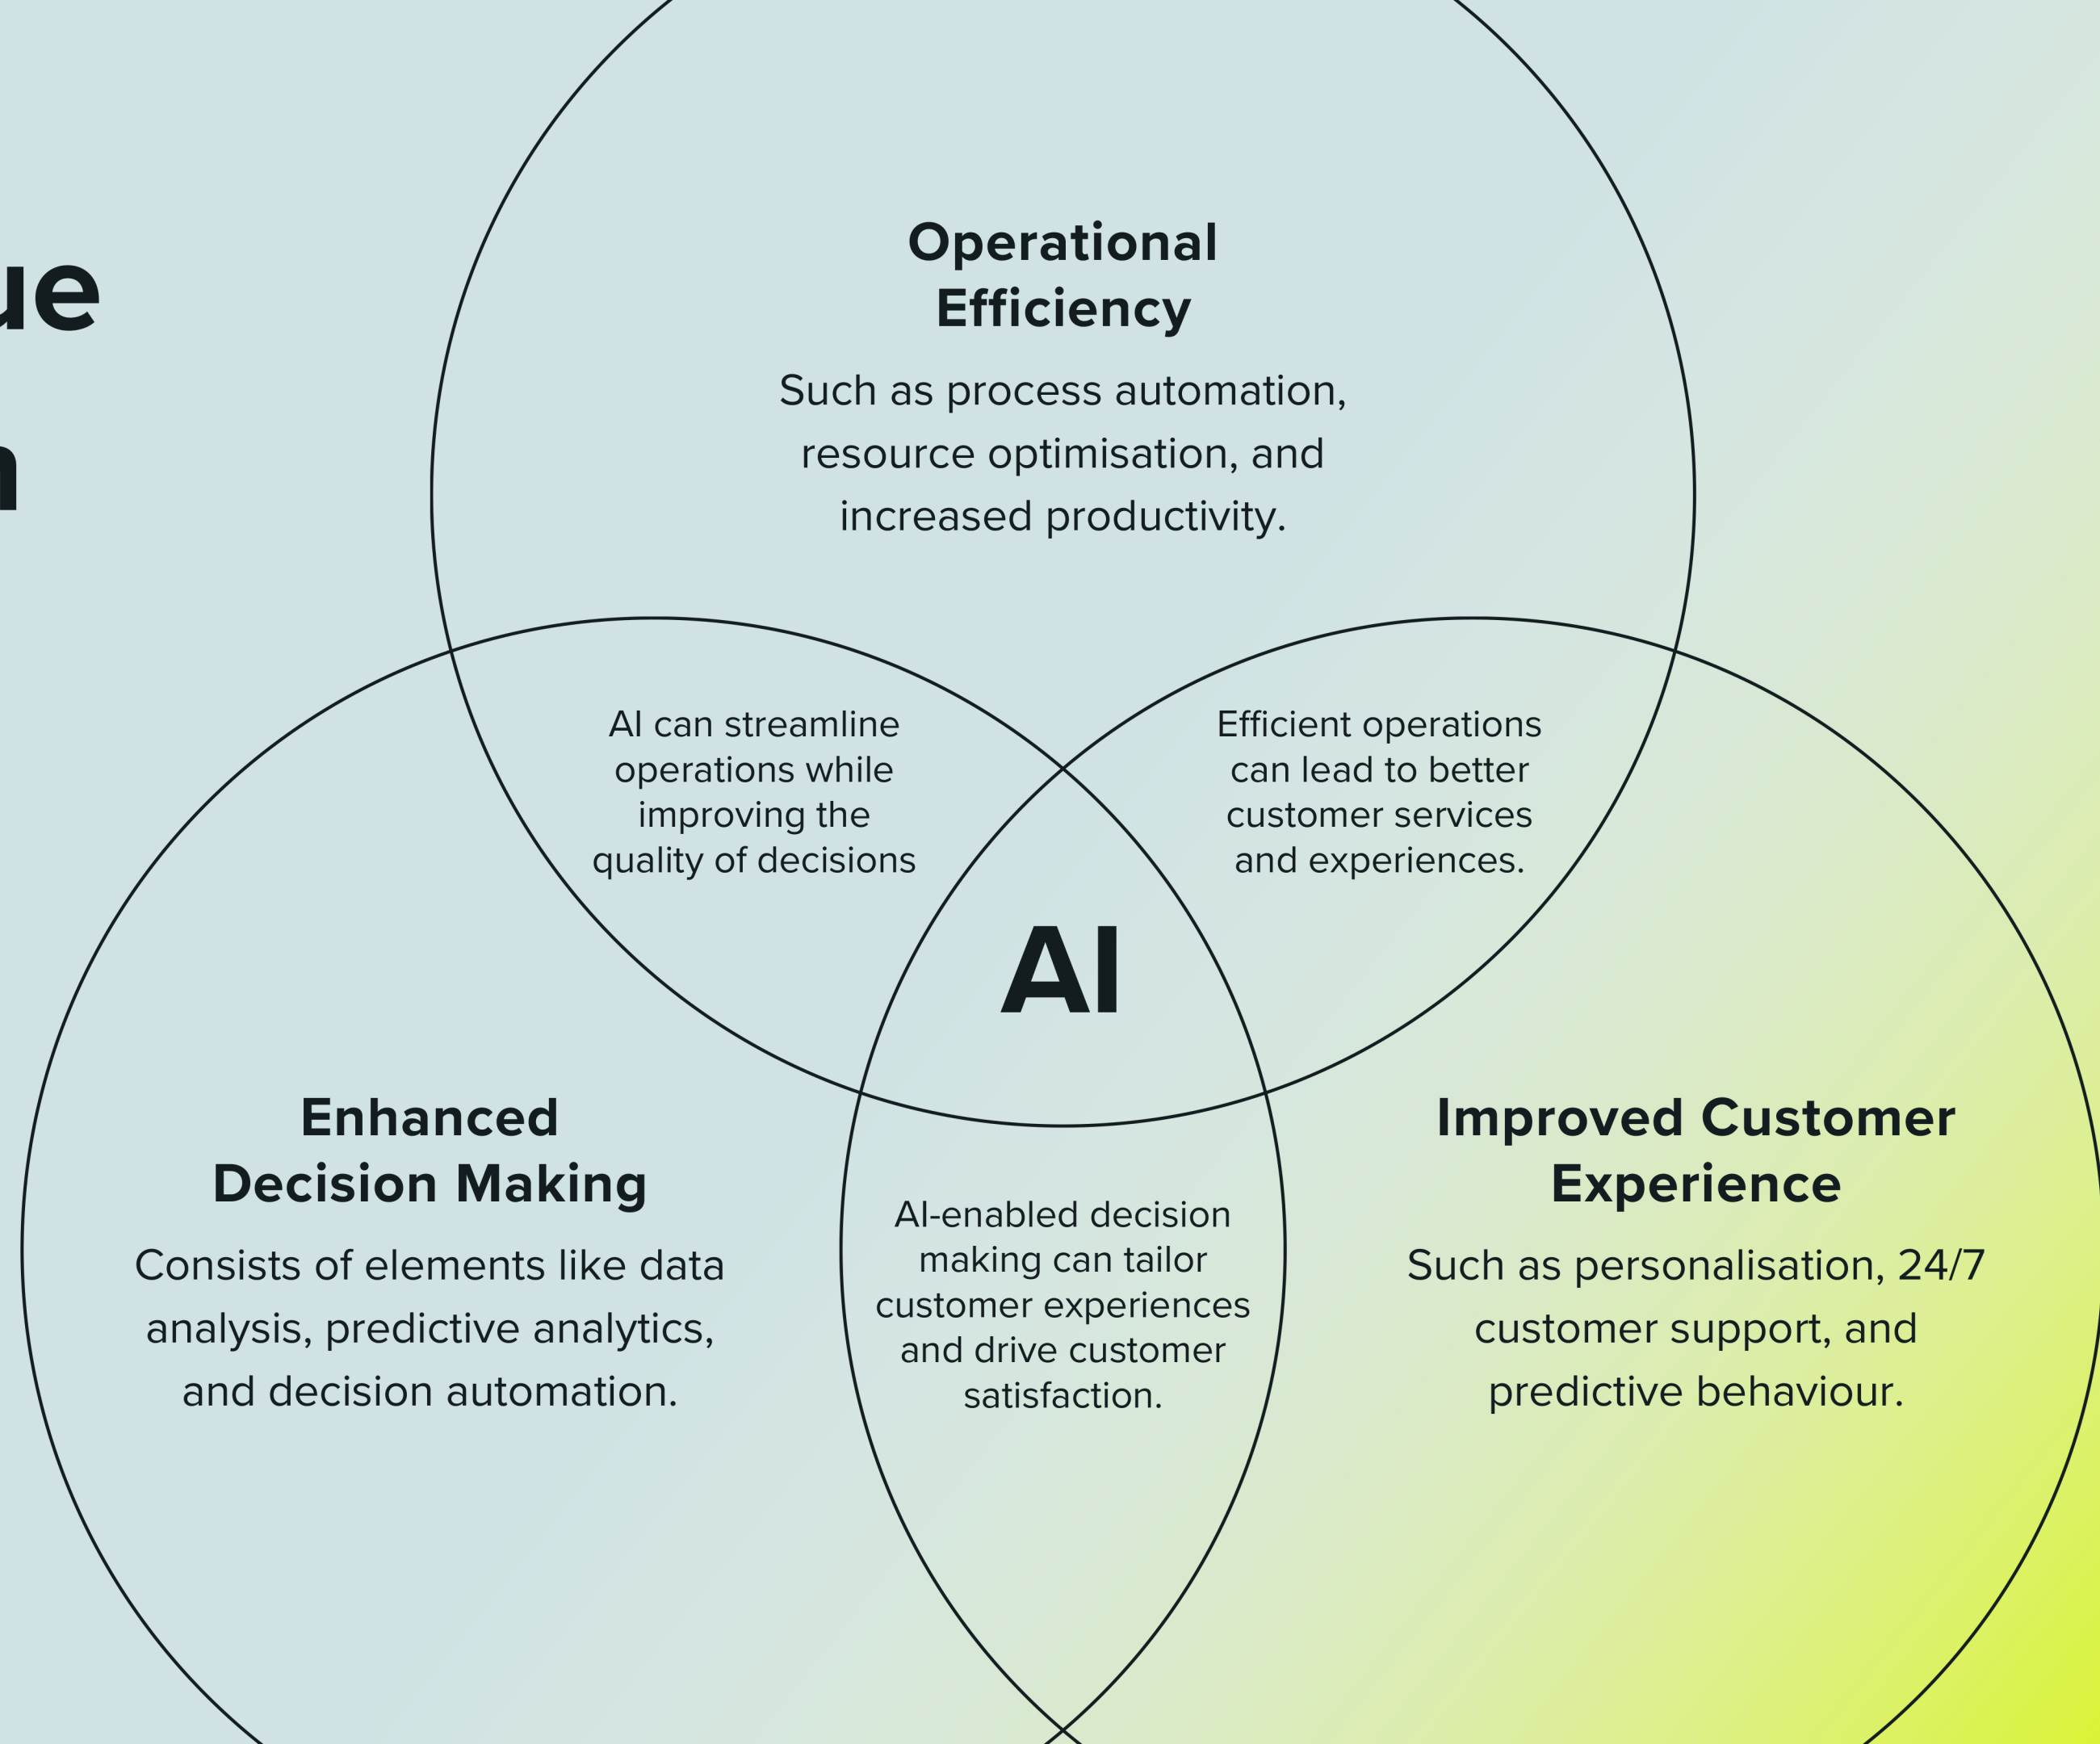 Operational
Efficiency
Such as process automation,
resource optimisation, and
increased productivity.
AI can streamline
operations while
improving the
quality of decisions
Efficient operations
can lead to better
customer services
and experiences.
AI
Enhanced
Decision Making
Consists of elements like data
analysis, predictive analytics,
and decision automation.
AI-enabled decision
making can tailor
customer experiences
and drive customer
satisfaction.
Improved Customer
Experience
Such as personalisation, 24/7
customer support, and
predictive behaviour.